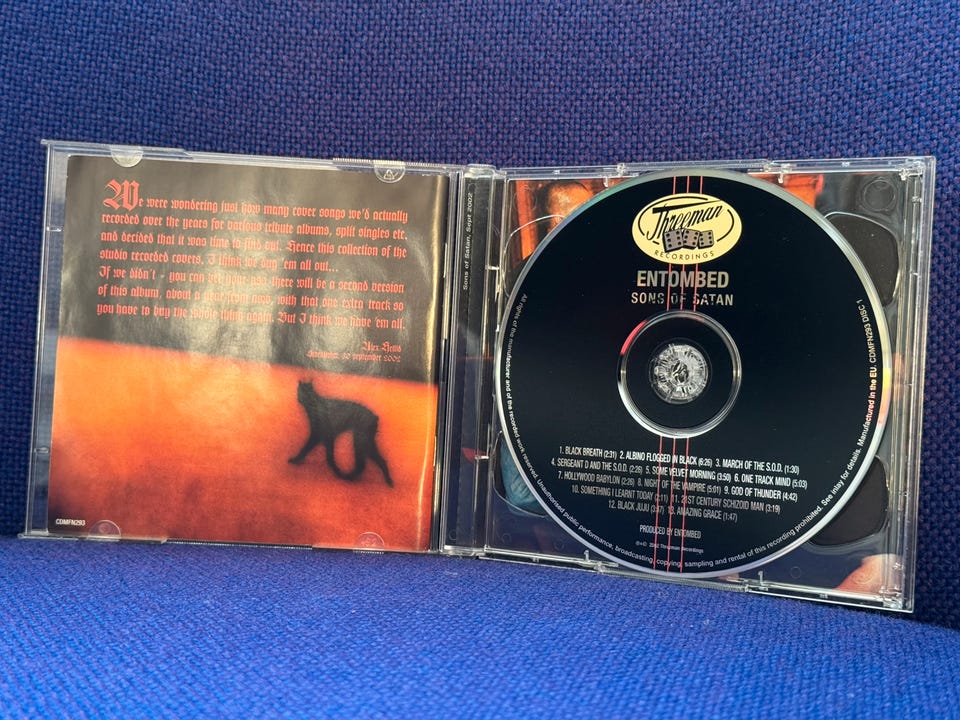 We were wondering just how many cover songs we'd actually
recorded over the years for various tribute albums, split singles etc.
and decided that it was time to find out. Hence this collection of the
studio recorded covers. I think we dug 'em all out...
If we didn't - you can bet your ass there will be a second version
of this album, about a year from now, with that one extra track so
you have to buy the whole thing again. But I think we have 'em all.
Alex Hellid
Stockholm, 30 september 2002
CDMFN293
Sons of Satan, Sept 2002
Threeman
RECORDINGS
ENTOMBED
SONS OF SATAN
1. BLACK BREATH (2:31) 2. ALBINO FLOGGED IN BLACK (6:26) 3. MARCH OF THE S.O.D. (1:30)
4. SERGEANT D AND THE S.O.D. (2:26) 5. SOME VELVET MORNING (3:50) 6. ONE TRACK MIND (5:03)
7. HOLLYWOOD BABYLON (2:26) 8. NIGHT OF THE VAMPIRE (5:01) 9. GOD OF THUNDER (4:42)
10. SOMETHING I LEARNT TODAY (2:11) 11. 21ST CENTURY SCHIZOID MAN (3:19)
12. BLACK JUJU (3:57) 13. AMAZING GRACE (1:47)
PRODUCED BY ENTOMBED
℗+© 2002 Threeman Recordings
All rights of the manufacturer and of the recorded work reserved. Unauthorised public performance, broadcasting, copying, sampling and rental of this recording prohibited. See inlay for details. Manufactured in the EU. CDMFN293 DISC 1